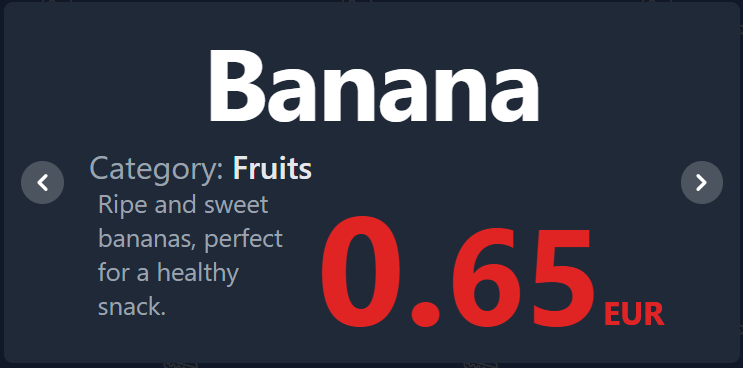 Banana
Category: Fruits
Ripe and sweet
bananas, perfect
for a healthy
snack.
0.65 EUR